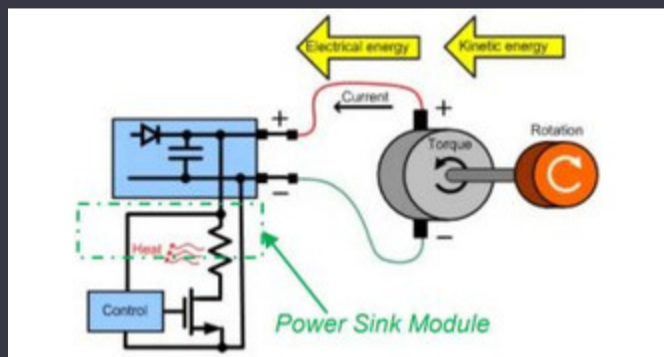 Electrical energy
Kinetic energy
+
Current
+
Rotation
Torque
−
−
Heat
Control
Power Sink Module